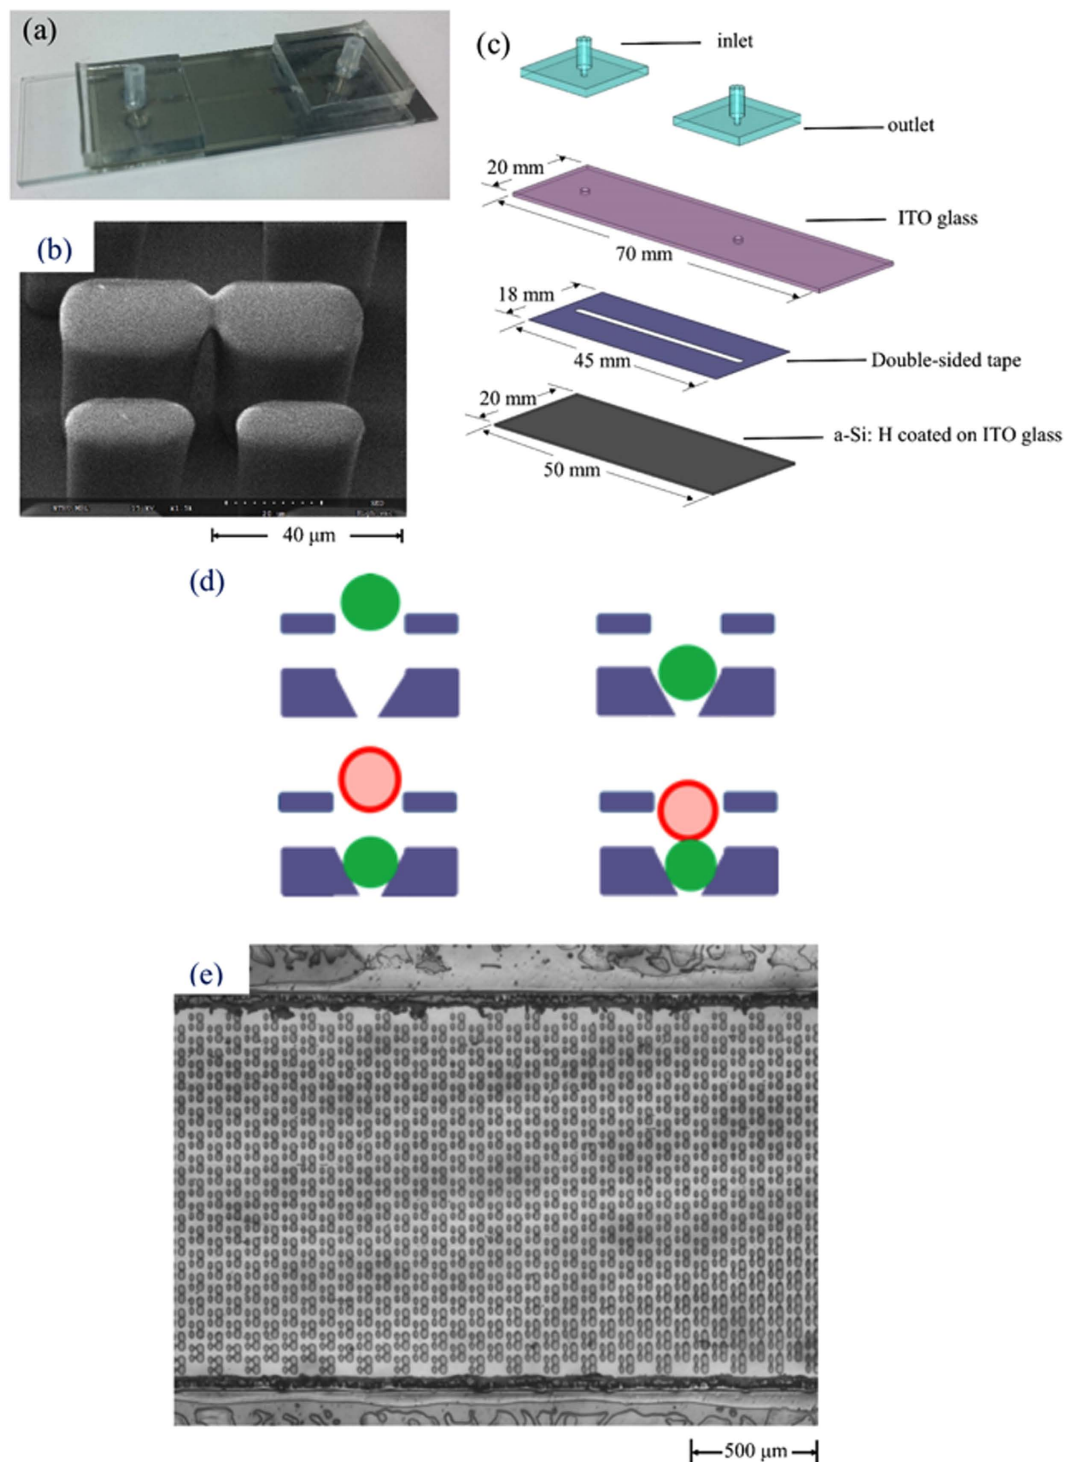 (a)
(c)
inlet
outlet
20 mm
ITO glass
70 mm
(b)
18 mm
Double-sided tape
45 mm
20 mm
a-Si: H coated on ITO glass
50 mm
40 μm
(d)
(e)
500 μm